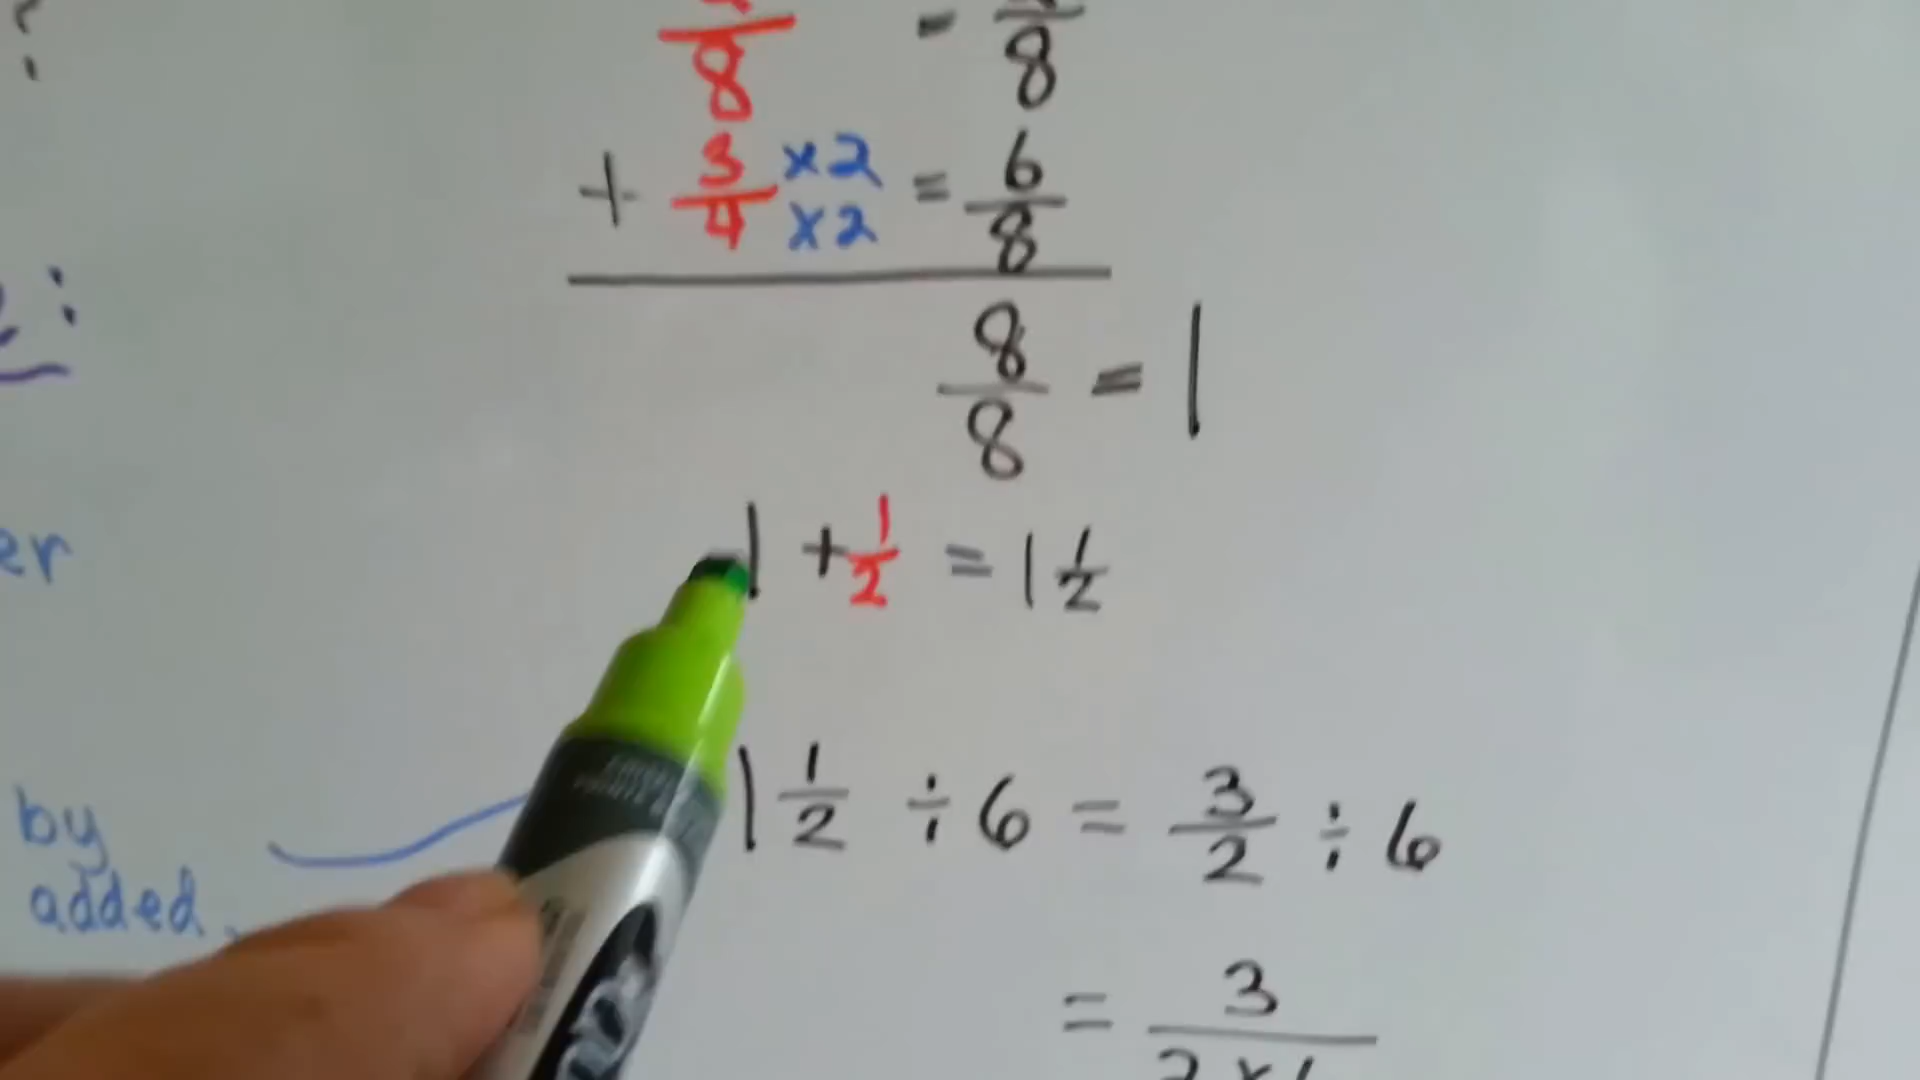 8 = 8
+ 3/4 ×2 ×2 = 6/8
:
8/8 = 1
er
1 + 1/2 = 1 1/2
by
1 1/2 ÷ 6 = 3/2 ÷ 6
added.
= 3